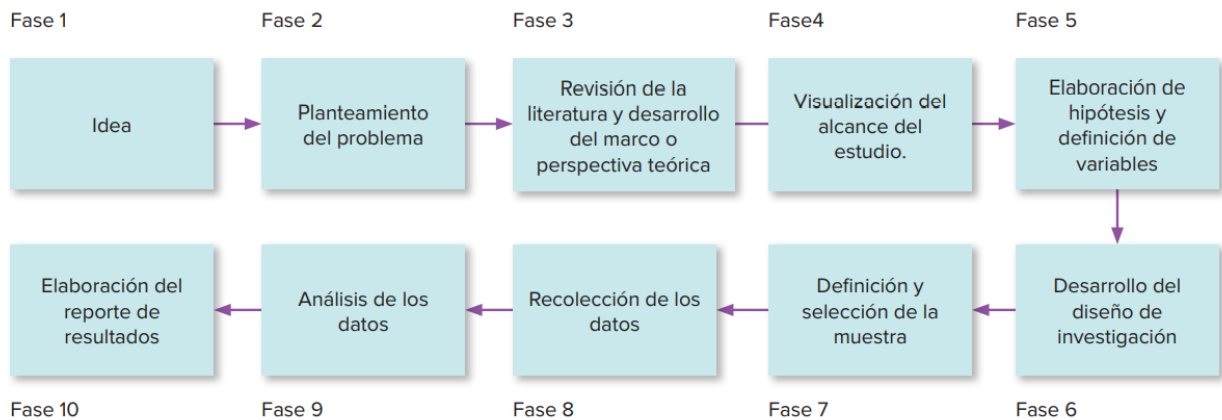 Fase 1
Fase 2
Fase 3
Fase4
Fase 5
Idea
Planteamiento
del problema
Revisión de la
literatura y desarrollo
del marco o
perspectiva teórica
Visualización del
alcance del
estudio.
Elaboración de
hipótesis y
definición de
variables
Elaboración del
reporte de
resultados
Análisis de los
datos
Recolección de los
datos
Definición y
selección de la
muestra
Desarrollo del
diseño de
investigación
Fase 10
Fase 9
Fase 8
Fase 7
Fase 6